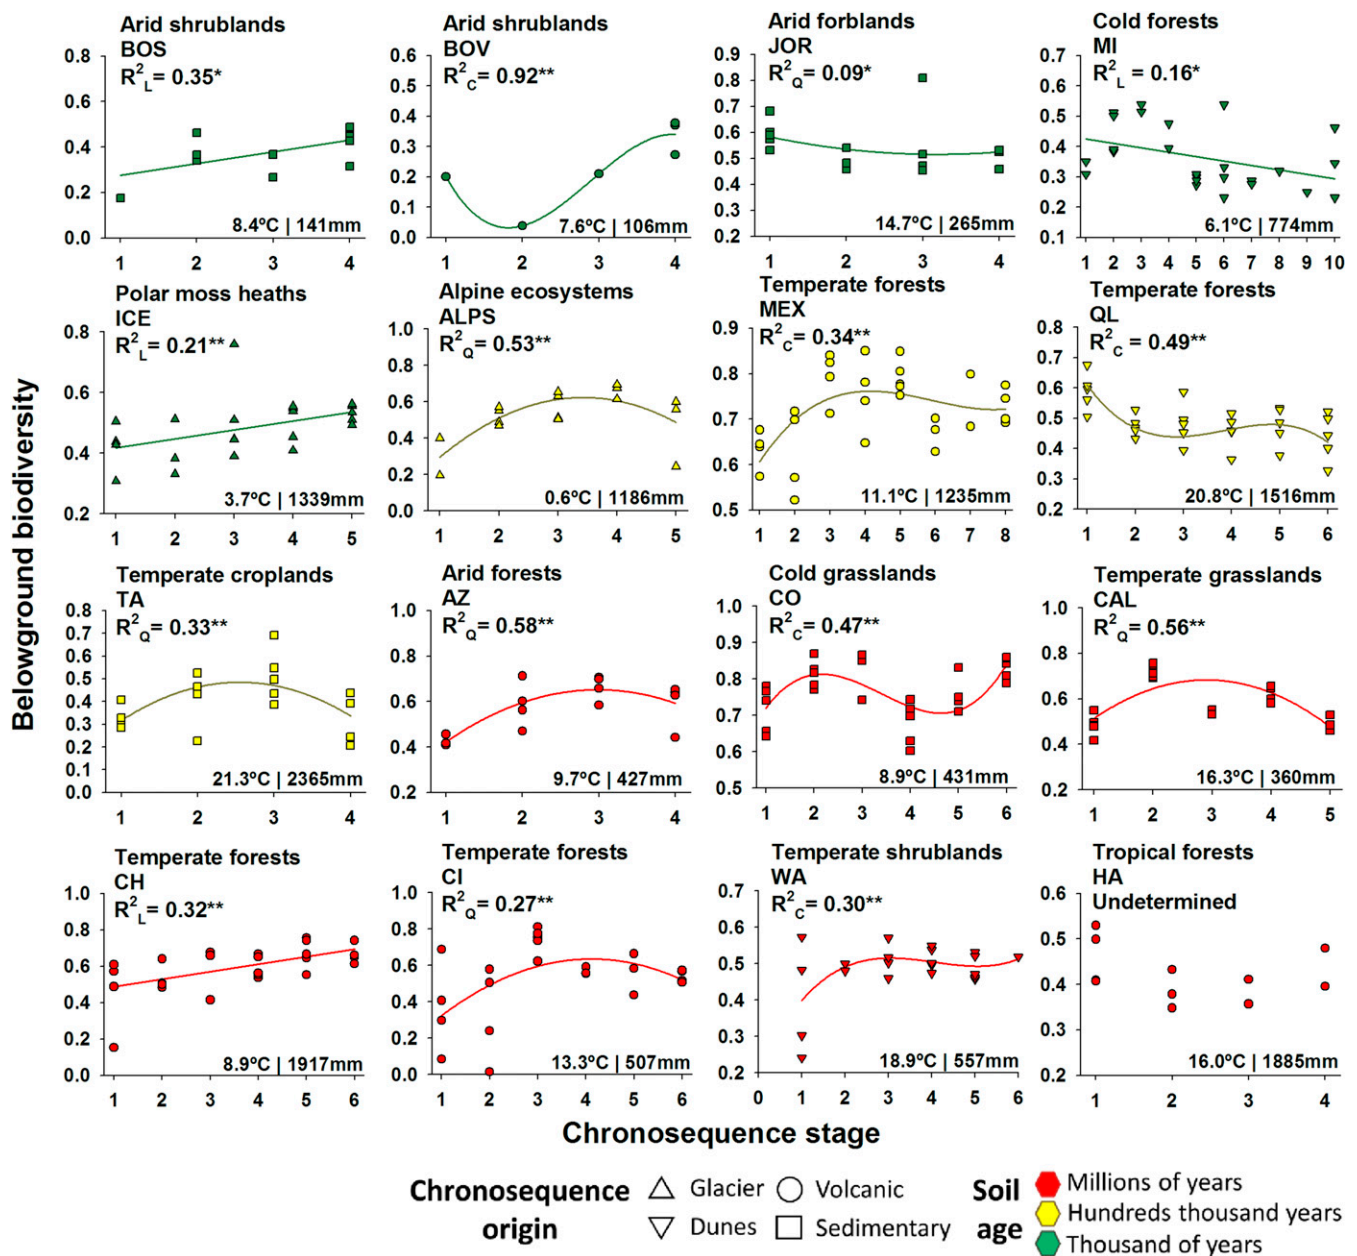 Belowground biodiversity
Arid shrublands
BOS
R²L= 0.35*
0.8
0.6
0.4
0.2
0.0
8.4ºC | 141mm
1 2 3 4
Arid shrublands
BOV
R²C= 0.92**
0.6
0.5
0.4
0.3
0.2
0.1
0.0
7.6ºC | 106mm
1 2 3 4
Arid forblands
JOR
R²Q= 0.09*
0.9
0.8
0.7
0.6
0.5
0.4
0.3
0.2
14.7ºC | 265mm
1 2 3 4
Cold forests
MI
R²L= 0.16*
0.7
0.6
0.5
0.4
0.3
0.2
0.1
6.1ºC | 774mm
1 2 3 4 5 6 7 8 9 10
Polar moss heaths
ICE
R²L= 0.21**
0.8
0.6
0.4
0.2
3.7ºC | 1339mm
1 2 3 4 5
Alpine ecosystems
ALPS
R²Q= 0.53**
1.0
0.8
0.6
0.4
0.2
0.0
0.6ºC | 1186mm
1 2 3 4 5
Temperate forests
MEX
R²C= 0.34**
0.9
0.8
0.7
0.6
0.5
11.1ºC | 1235mm
1 2 3 4 5 6 7 8
Temperate forests
QL
R²C = 0.49**
0.8
0.7
0.6
0.5
0.4
0.3
0.2
20.8ºC | 1516mm
1 2 3 4 5 6
Temperate croplands
TA
R²Q= 0.33**
0.8
0.7
0.6
0.5
0.4
0.3
0.2
0.1
0.0
21.3ºC | 2365mm
1 2 3 4
Arid forests
AZ
R²Q= 0.58**
1.0
0.8
0.6
0.4
0.2
9.7ºC | 427mm
1 2 3 4
Cold grasslands
CO
R²C= 0.47**
1.0
0.9
0.8
0.7
0.6
0.5
8.9ºC | 431mm
1 2 3 4 5 6
Temperate grasslands
CAL
R²Q= 0.56**
1.0
0.8
0.6
0.4
0.2
16.3ºC | 360mm
1 2 3 4 5
Temperate forests
CH
R²L= 0.32**
1.0
0.8
0.6
0.4
0.2
0.0
8.9ºC | 1917mm
1 2 3 4 5 6
Temperate forests
CI
R²Q= 0.27**
1.0
0.8
0.6
0.4
0.2
0.0
13.3ºC | 507mm
1 2 3 4 5 6
Temperate shrublands
WA
R²C= 0.30**
0.7
0.6
0.5
0.4
0.3
0.2
18.9ºC | 557mm
0 1 2 3 4 5 6
Tropical forests
HA
Undetermined
0.6
0.5
0.4
0.3
0.2
16.0ºC | 1885mm
1 2 3 4
Chronosequence stage
Chronosequence origin
Glacier
Volcanic
Dunes
Sedimentary
Soil age
Millions of years
Hundreds thousand years
Thousand of years